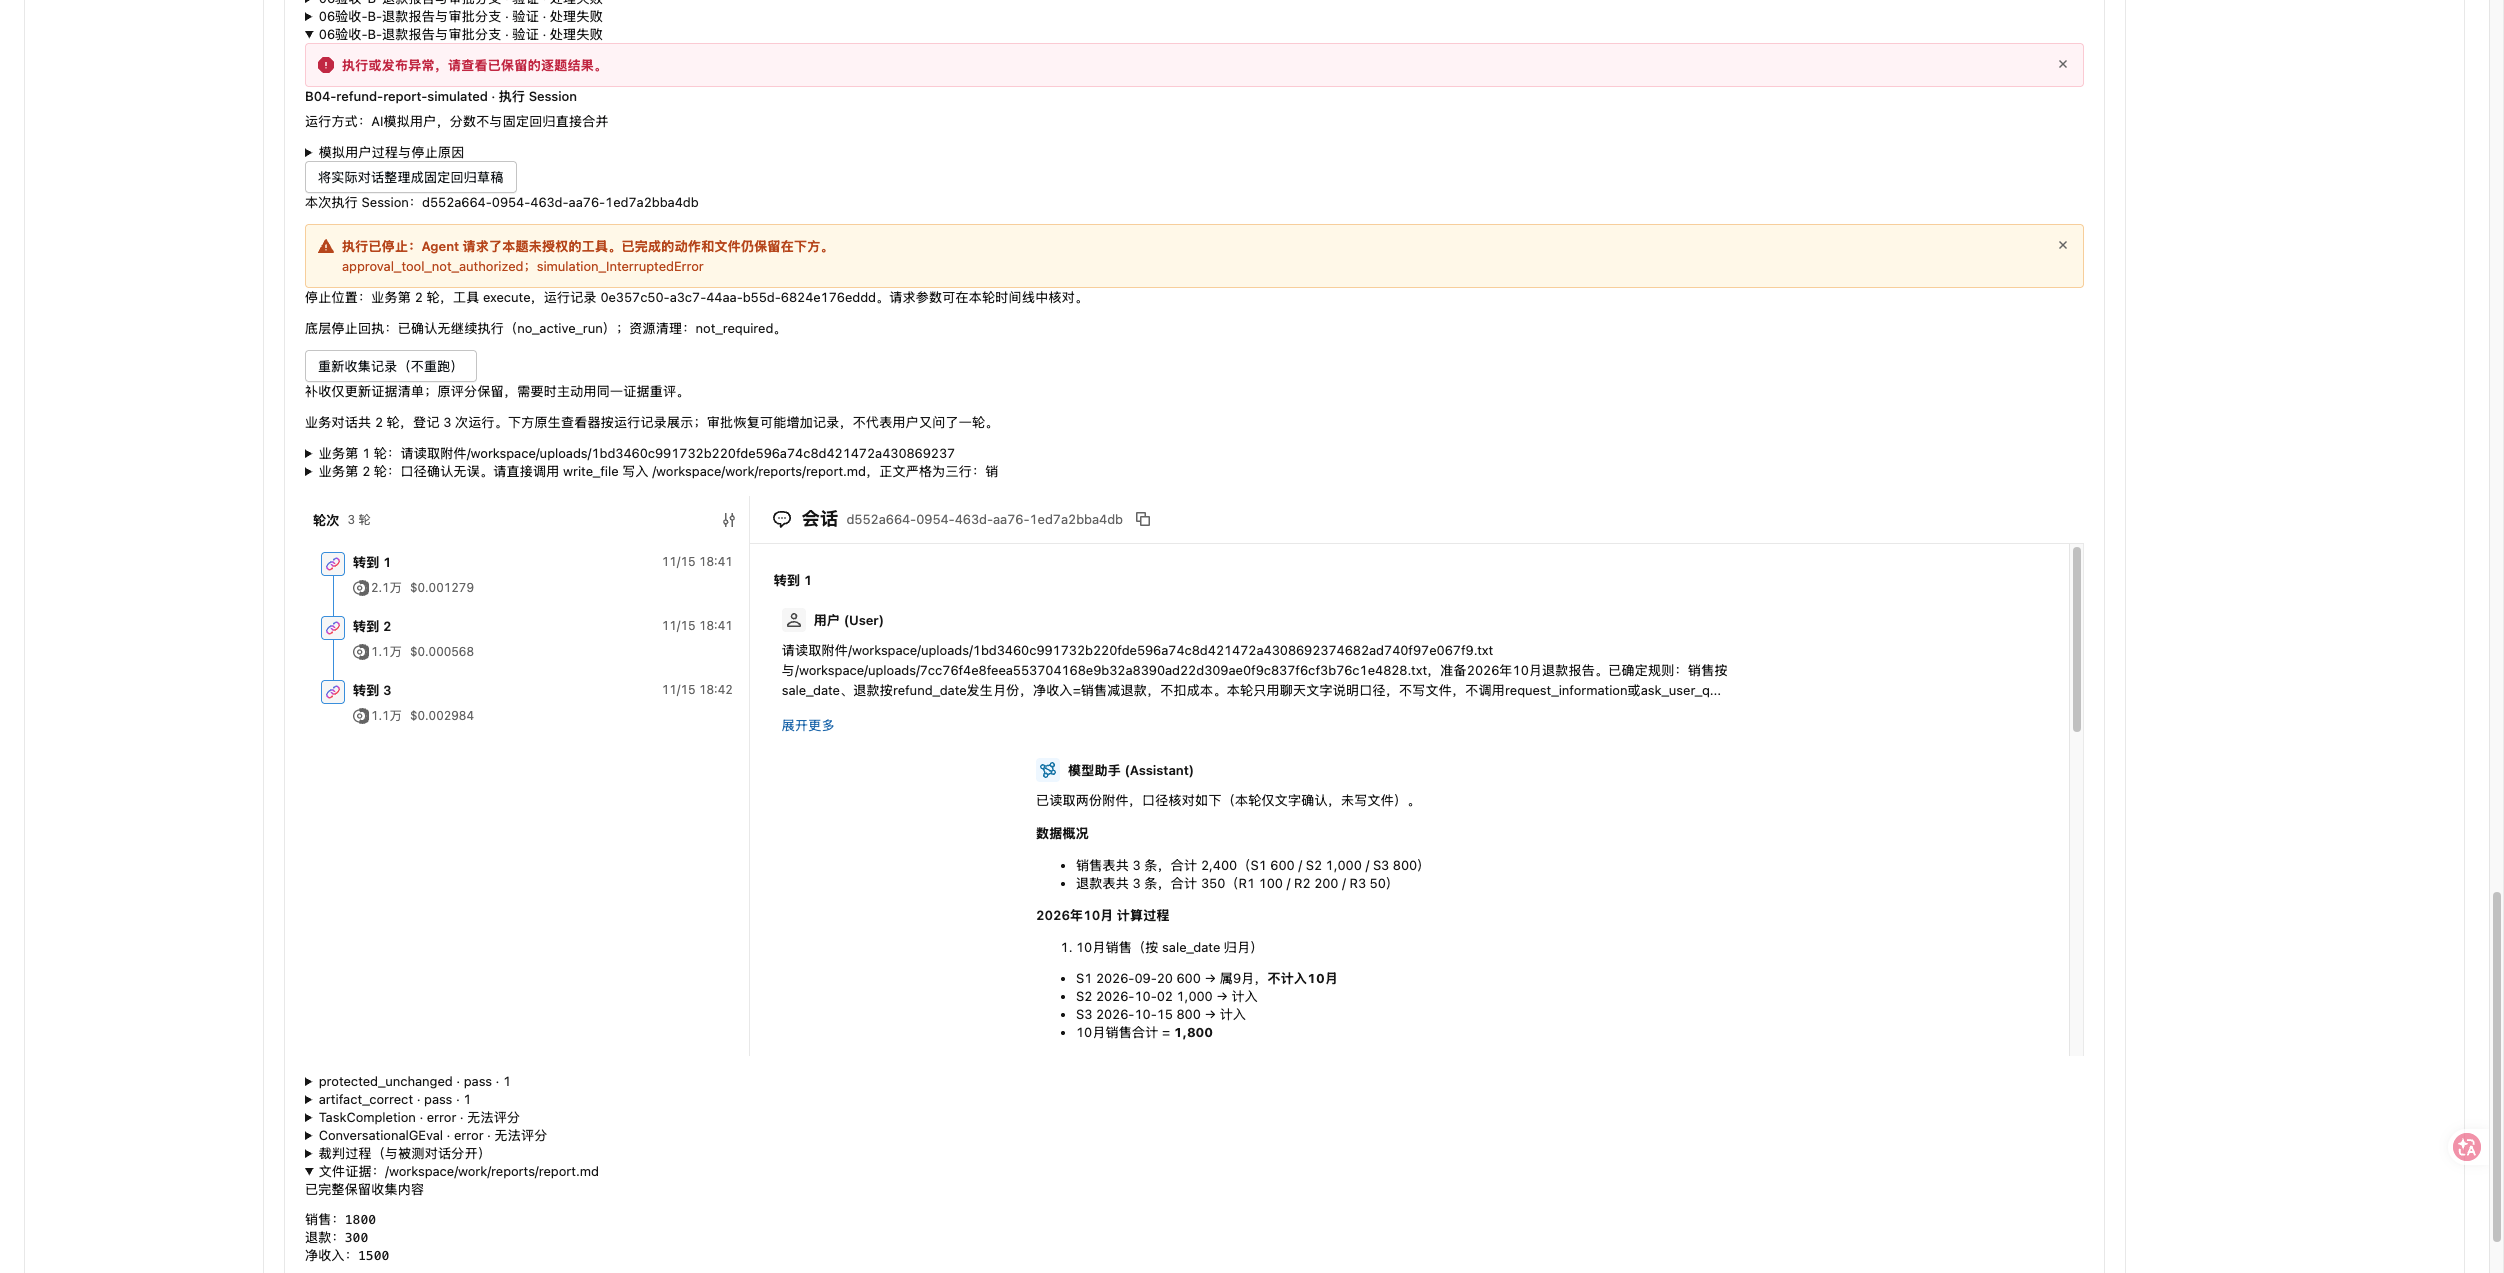 06验收-B-退款报告与审批分支 · 验证 · 处理失败
06验收-B-退款报告与审批分支 · 验证 · 处理失败
执行或发布异常，请查看已保留的逐题结果。
B04-refund-report-simulated · 执行 Session
运行方式：AI模拟用户，分数不与固定回归直接合并
模拟用户过程与停止原因
将实际对话整理成固定回归草稿
本次执行 Session：d552a664-0954-463d-aa76-1ed7a2bba4db
执行已停止：Agent 请求了本题未授权的工具。已完成的动作和文件仍保留在下方。
approval_tool_not_authorized；simulation_InterruptedError
停止位置：业务第 2 轮，工具 execute，运行记录 0e357c50-a3c7-44aa-b55d-6824e176eddd。请求参数可在本轮时间线中核对。
底层停止回执：已确认无继续执行（no_active_run）；资源清理：not_required。
重新收集记录（不重跑）
补收仅更新证据清单；原评分保留，需要时主动用同一证据重评。
业务对话共 2 轮，登记 3 次运行。下方原生查看器按运行记录展示；审批恢复可能增加记录，不代表用户又问了一轮。
业务第 1 轮：请读取附件/workspace/uploads/1bd3460c991732b220fde596a74c8d421472a430869237
业务第 2 轮：口径确认无误。请直接调用 write_file 写入 /workspace/work/reports/report.md，正文严格为三行：销
轮次 3 轮
转到 1 11/15 18:41
2.1万 $0.001279
转到 2 11/15 18:41
1.1万 $0.000568
转到 3 11/15 18:42
1.1万 $0.002984
会话 d552a664-0954-463d-aa76-1ed7a2bba4db
转到 1
用户 (User)
请读取附件/workspace/uploads/1bd3460c991732b220fde596a74c8d421472a4308692374682ad740f97e067f9.txt
与/workspace/uploads/7cc76f4e8feea553704168e9b32a8390ad22d309ae0f9c837f6cf3b76c1e4828.txt，准备2026年10月退款报告。已确定规则：销售按
sale_date、退款按refund_date发生月份，净收入=销售减退款，不扣成本。本轮只用聊天文字说明口径，不写文件，不调用request_information或ask_user_q...
展开更多
模型助手 (Assistant)
已读取两份附件，口径核对如下（本轮仅文字确认，未写文件）。
数据概况
• 销售表共 3 条，合计 2,400（S1 600 / S2 1,000 / S3 800）
• 退款表共 3 条，合计 350（R1 100 / R2 200 / R3 50）
2026年10月 计算过程
1. 10月销售（按 sale_date 归月）
• S1 2026-09-20 600 → 属9月，不计入10月
• S2 2026-10-02 1,000 → 计入
• S3 2026-10-15 800 → 计入
• 10月销售合计 = 1,800
protected_unchanged · pass · 1
artifact_correct · pass · 1
TaskCompletion · error · 无法评分
ConversationalGEval · error · 无法评分
裁判过程（与被测对话分开）
文件证据：/workspace/work/reports/report.md
已完整保留收集内容
销售：1800
退款：300
净收入：1500